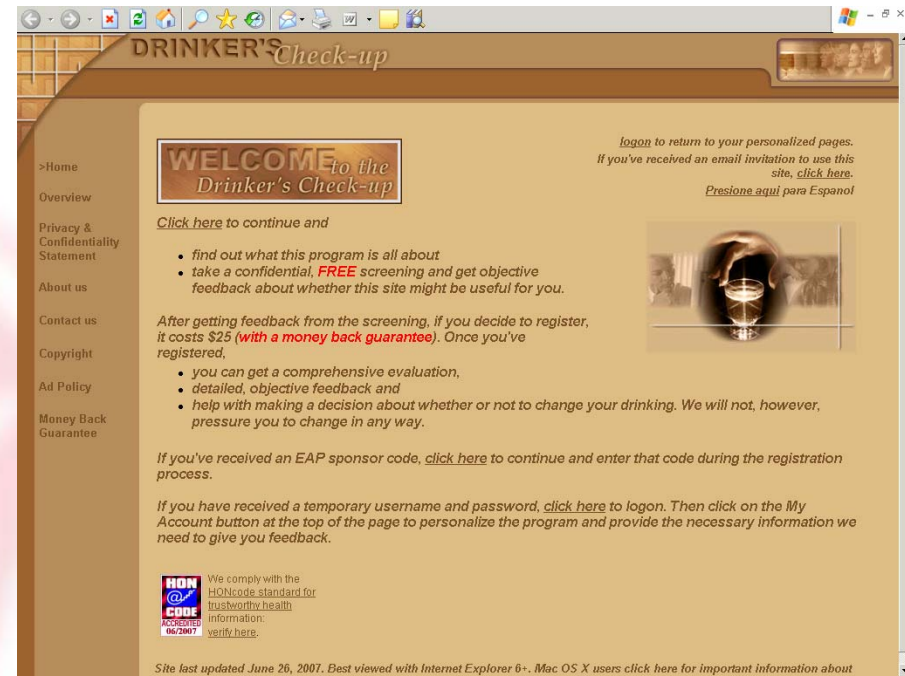 DRINKER'S Check-up
logon to return to your personalized pages.
If you've received an email invitation to use this
site, click here.
Presione aqui para Espanol
>Home
Overview
Privacy &
Confidentiality
Statement
About us
Contact us
Copyright
Ad Policy
Money Back
Guarantee
WELCOME to the
Drinker's Check-up
Click here to continue and
• find out what this program is all about
• take a confidential, FREE screening and get objective
feedback about whether this site might be useful for you.
After getting feedback from the screening, if you decide to register,
it costs $25 (with a money back guarantee). Once you've
registered,
• you can get a comprehensive evaluation,
• detailed, objective feedback and
• help with making a decision about whether or not to change your drinking. We will not, however,
pressure you to change in any way.
If you've received an EAP sponsor code, click here to continue and enter that code during the registration
process.
If you have received a temporary username and password, click here to logon. Then click on the My
Account button at the top of the page to personalize the program and provide the necessary information we
need to give you feedback.
HON
@
CODE
ACCREDITED
06/2007
We comply with the
HONcode standard for
trustworthy health
information:
verify here.
Site last updated June 26, 2007. Best viewed with Internet Explorer 6+. Mac OS X users click here for important information about